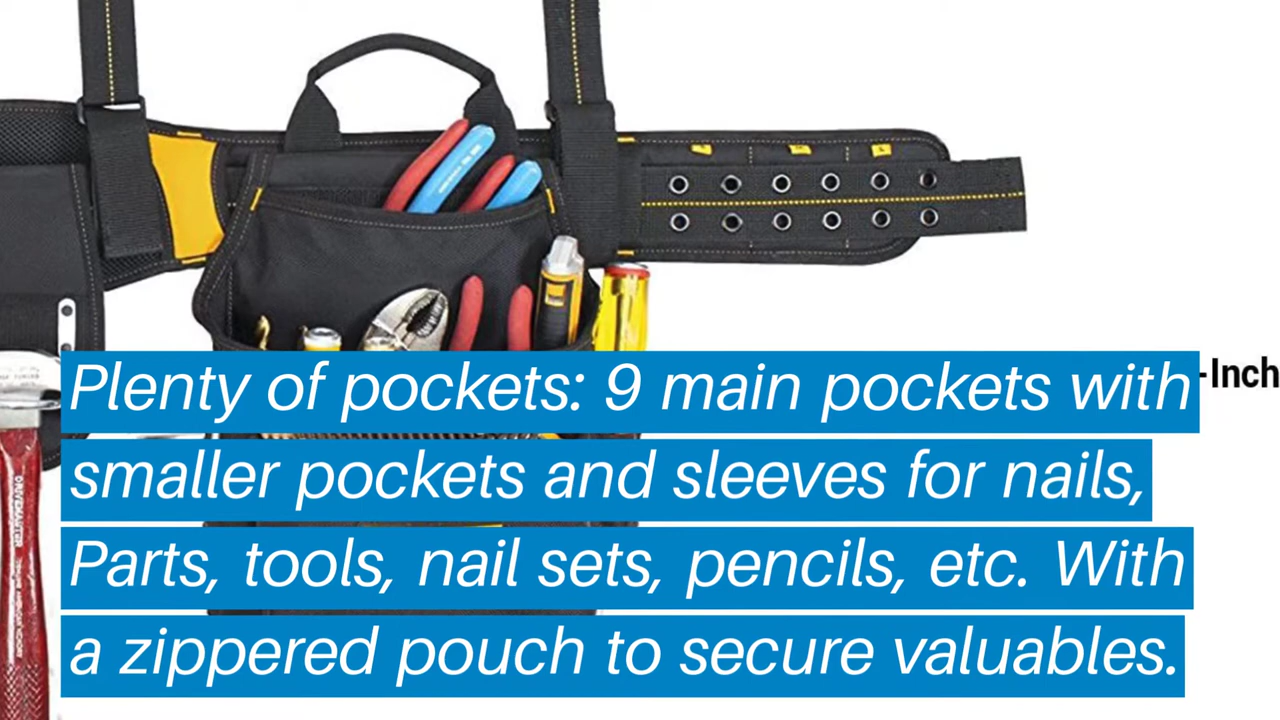 -Inch
Plenty of pockets: 9 main pockets with
smaller pockets and sleeves for nails,
Parts, tools, nail sets, pencils, etc. With
a zippered pouch to secure valuables.